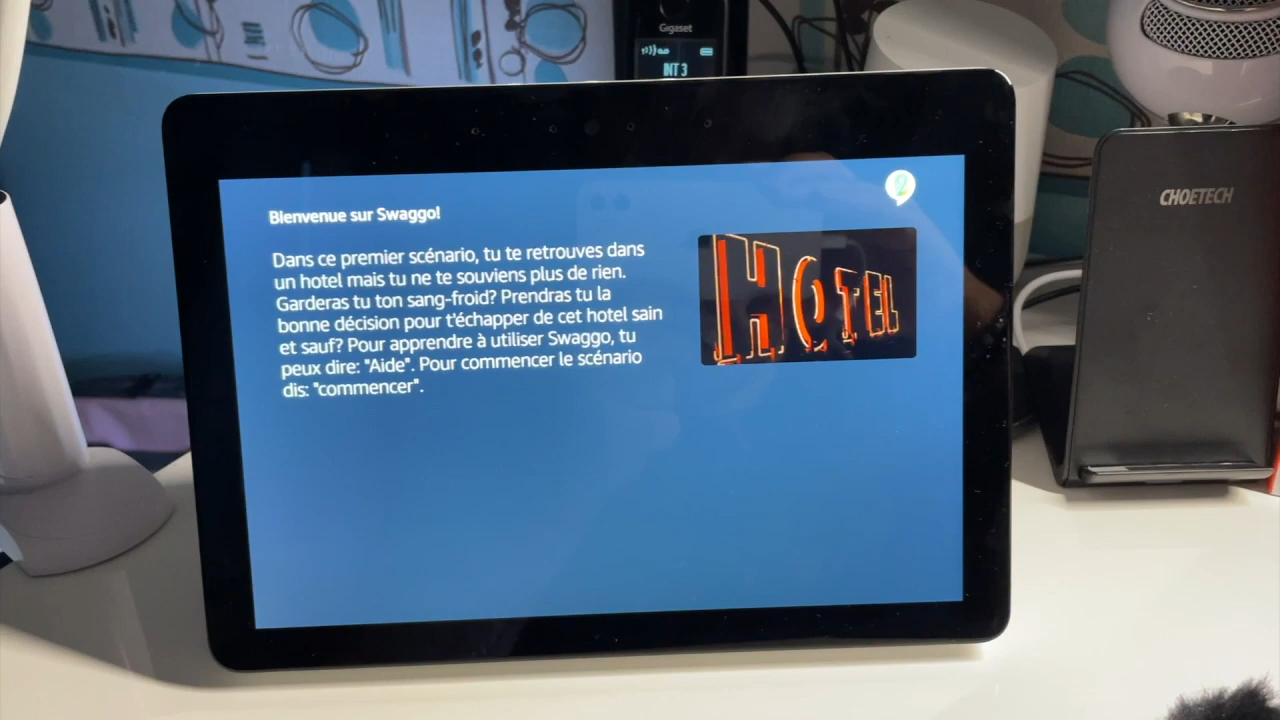 Gigaset
INT 3
CHOETECH
Bienvenue sur Swaggo!
Dans ce premier scénario, tu te retrouves dans
un hotel mais tu ne te souviens plus de rien.
Garderas tu ton sang-froid? Prendras tu la
bonne décision pour t'échapper de cet hotel sain
et sauf? Pour apprendre à utiliser Swaggo, tu
peux dire: "Aide". Pour commencer le scénario
dis: "commencer".
HOTEL